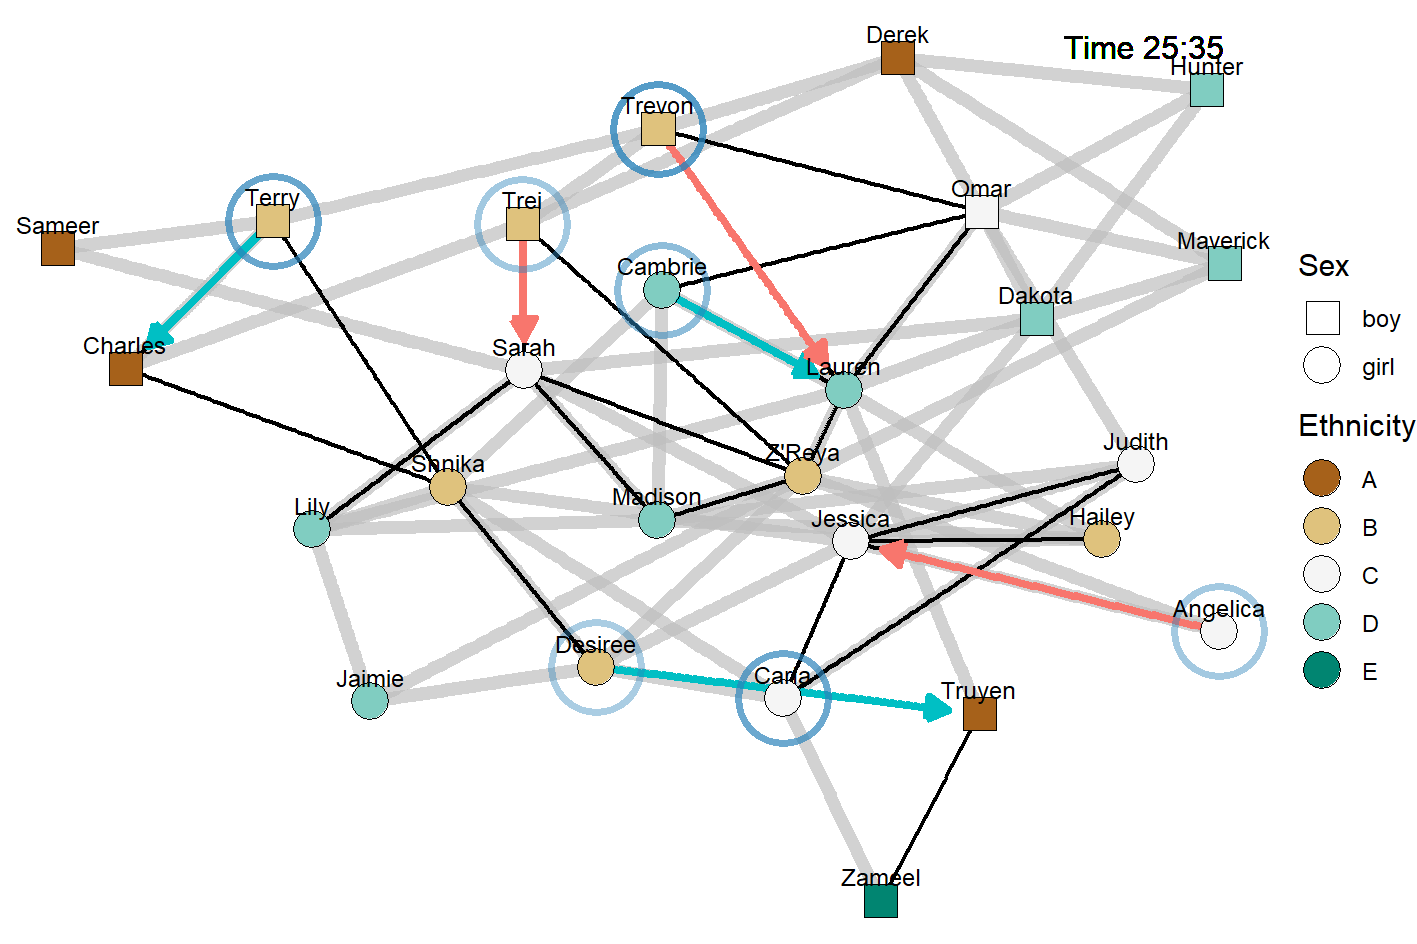 Derek
Time 25:35
Hunter
Trevon
Terry
Trei
Omar
Sameer
Maverick
Cambrie
Dakota
Charles
Sarah
Lauren
Judith
Z'Reya
Shnika
Madison
Lily
Jessica
Hailey
Angelica
Desiree
Jaimie
Carla
Truyen
Zameel
Sex
boy
girl
Ethnicity
A
B
C
D
E